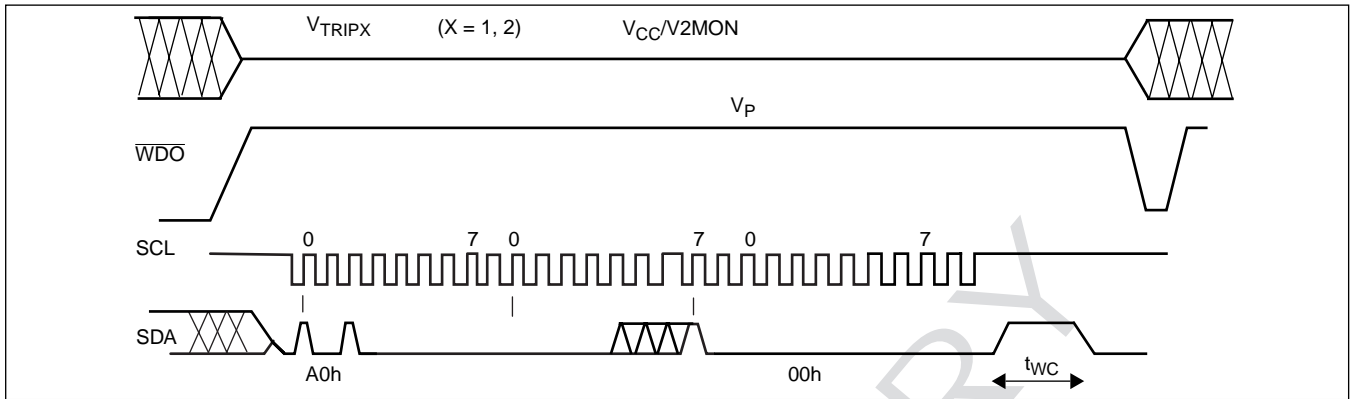 VTRIPX (X = 1, 2) VCC/V2MON
VP
WDO
SCL 0 7 0 7 0 7
SDA
A0h 00h tWC